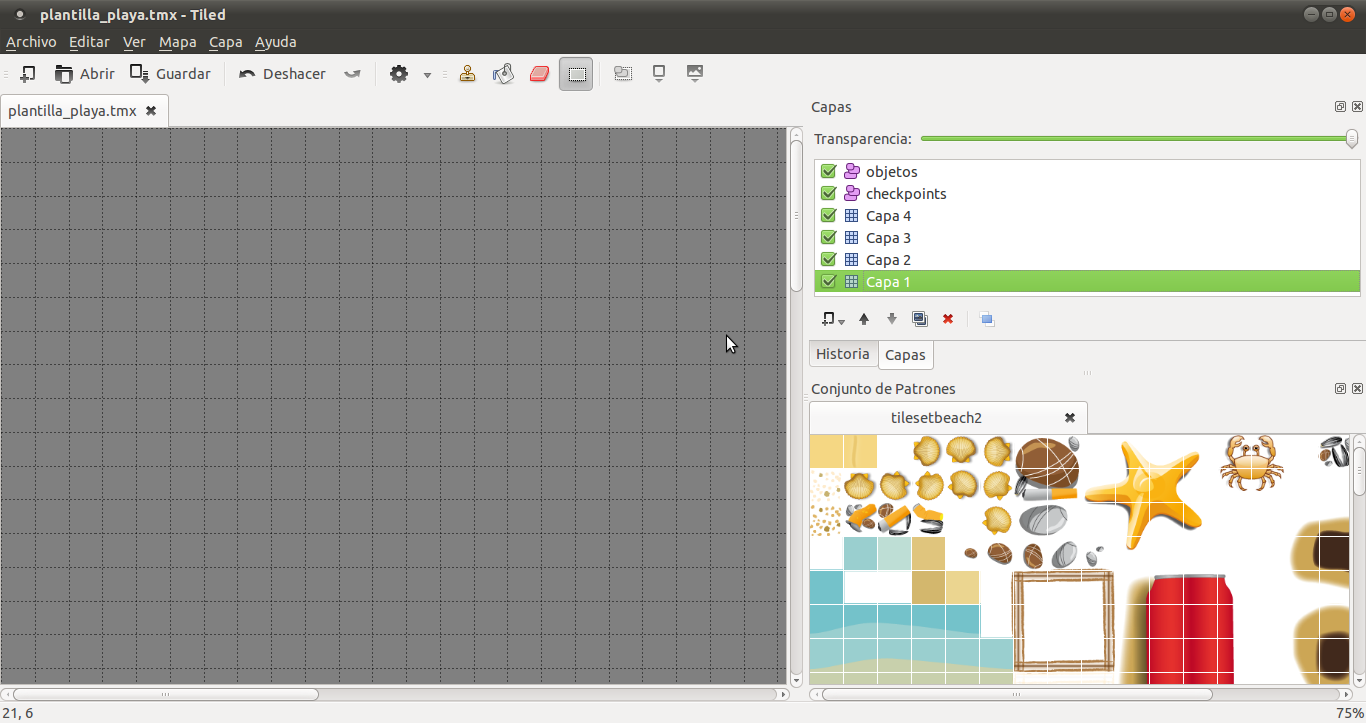 plantilla_playa.tmx - Tiled
Archivo Editar Ver Mapa Capa Ayuda
Abrir Guardar Deshacer
plantilla_playa.tmx
Capas
Transparencia:
objetos
checkpoints
Capa 4
Capa 3
Capa 2
Capa 1
Historia Capas
Conjunto de Patrones
tilesetbeach2
21, 6 75%